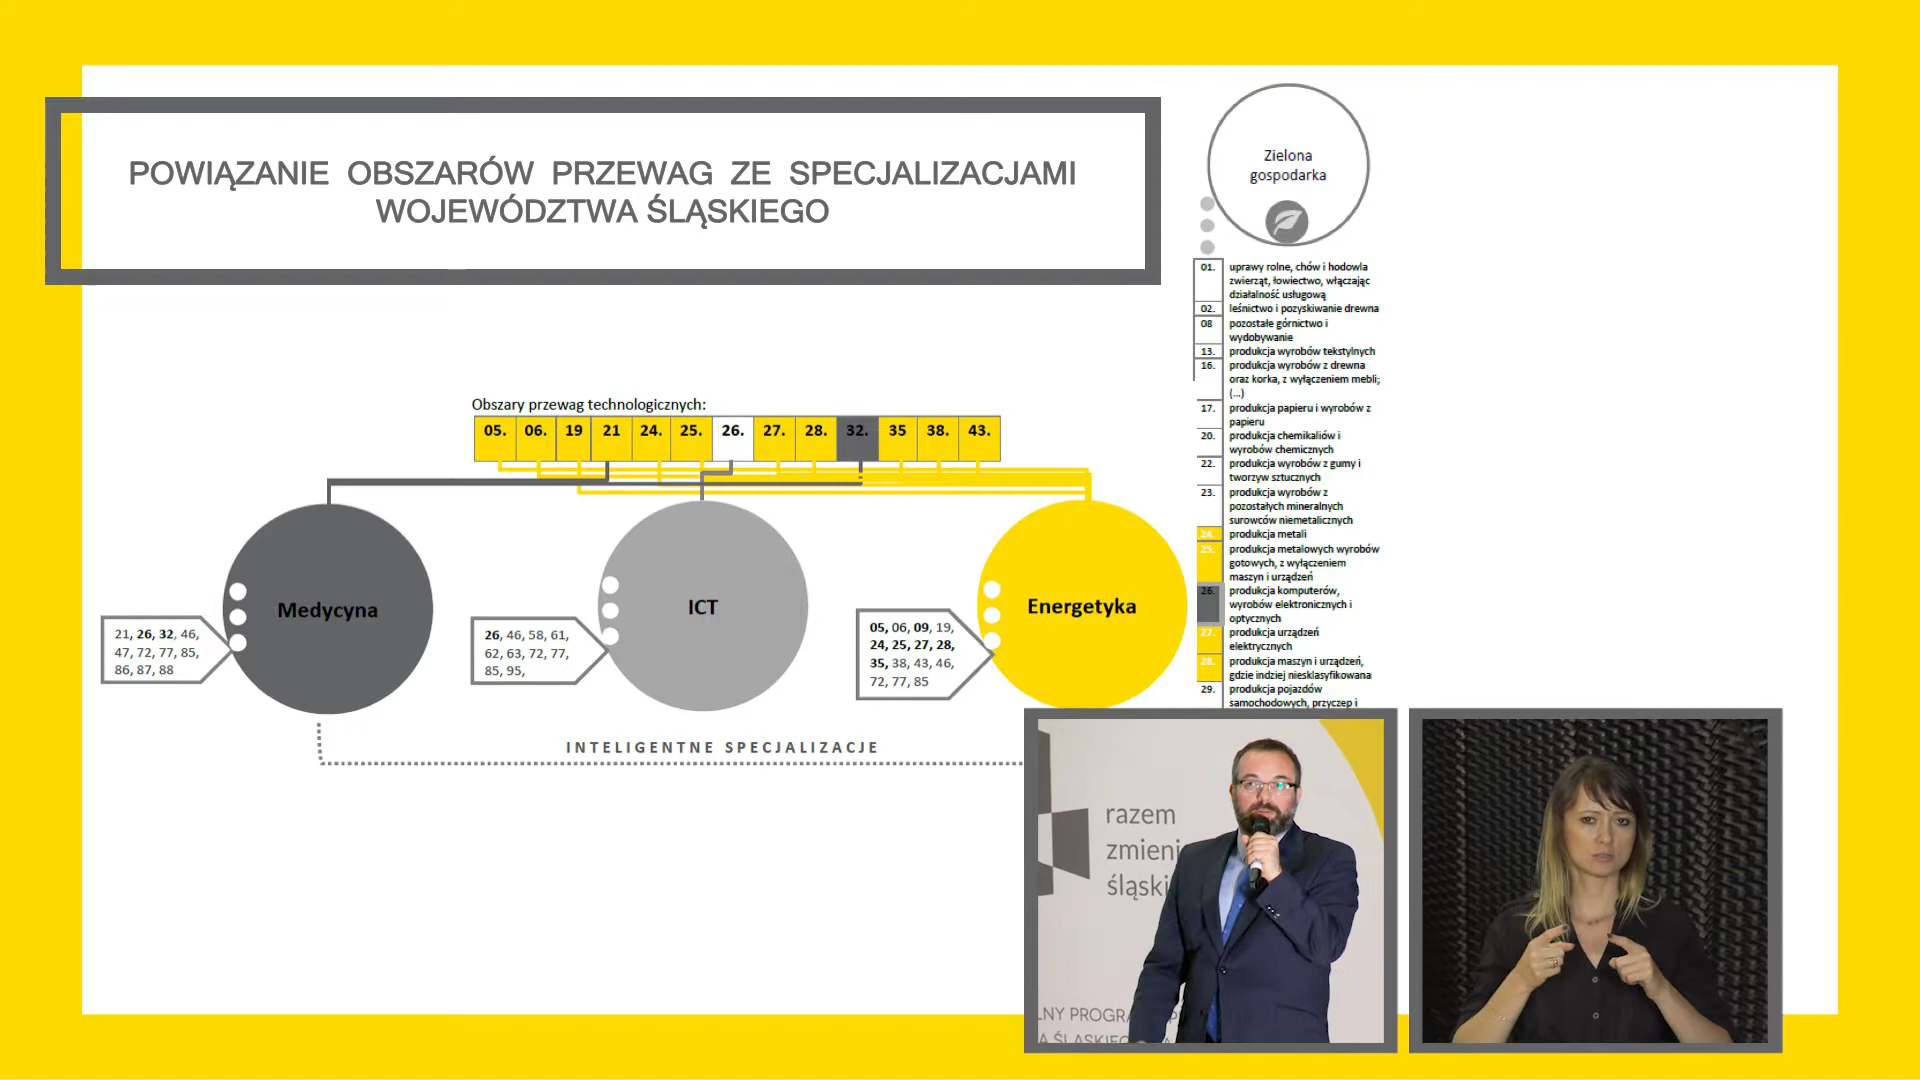 POWIĄZANIE OBSZARÓW PRZEWAG ZE SPECJALIZACJAMI
WOJEWÓDZTWA ŚLĄSKIEGO
Zielona
gospodarka
01. uprawy rolne, chów i hodowla
zwierząt, łowiectwo, włączając
działalność usługową
02. leśnictwo i pozyskiwanie drewna
08 pozostałe górnictwo i
wydobywanie
13. produkcja wyrobów tekstylnych
16. produkcja wyrobów z drewna
oraz korka, z wyłączeniem mebli;
(...)
17. produkcja papieru i wyrobów z
papieru
20. produkcja chemikaliów i
wyrobów chemicznych
22. produkcja wyrobów z gumy i
tworzyw sztucznych
23. produkcja wyrobów z
pozostałych mineralnych
surowców niemetalicznych
24. produkcja metali
25. produkcja metalowych wyrobów
gotowych, z wyłączeniem
maszyn i urządzeń
26. produkcja komputerów,
wyrobów elektronicznych i
optycznych
27. produkcja urządzeń
elektrycznych
28. produkcja maszyn i urządzeń,
gdzie indziej niesklasyfikowana
29. produkcja pojazdów
samochodowych, przyczep i
Obszary przewag technologicznych:
05. 06. 19 21 24. 25. 26. 27. 28. 32. 35 38. 43.
Medycyna
21, 26, 32, 46,
47, 72, 77, 85,
86, 87, 88
ICT
26, 46, 58, 61,
62, 63, 72, 77,
85, 95,
Energetyka
05, 06, 09, 19,
24, 25, 27, 28,
35, 38, 43, 46,
72, 77, 85
INTELIGENTNE SPECJALIZACJE
razem
zmieni
śląski
LNY PROGRA
A ŚLĄSKIEG